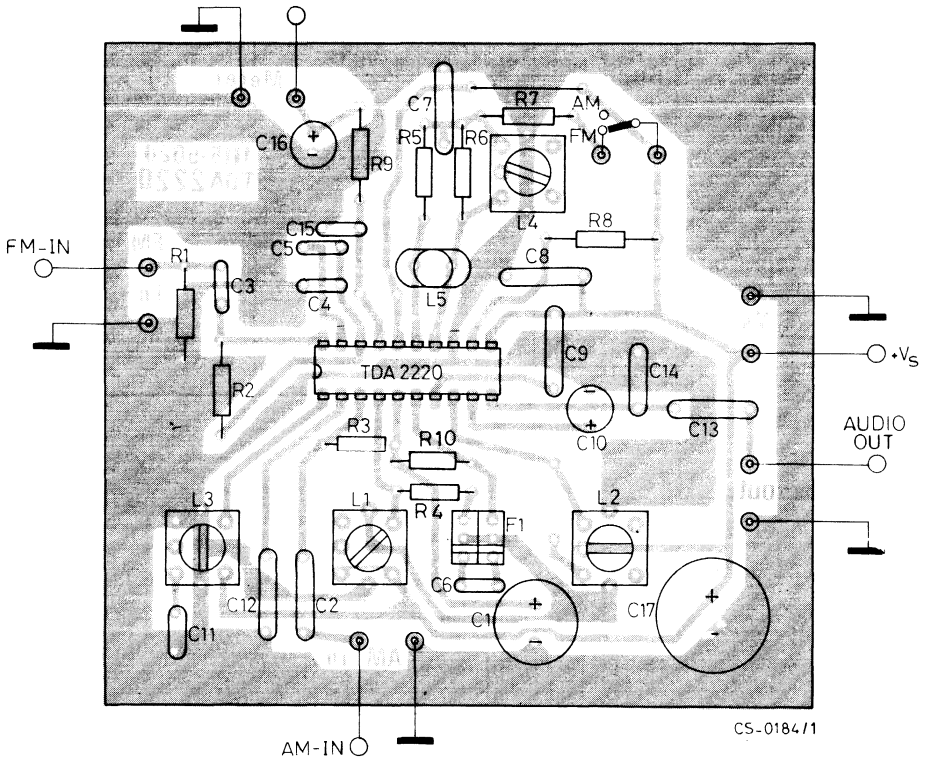 C7
R7
AM
FM
C16
R9
R5
R6
L4
C15
C5
C4
C8
R8
FM-IN
R1
C3
L5
R2
TDA 2220
C9
C14
+VS
C10
C13
AUDIO
OUT
R3
R10
R4
L3
L1
F1
L2
C6
C12
C2
C11
C1
C17
AM-IN
CS-0184/1